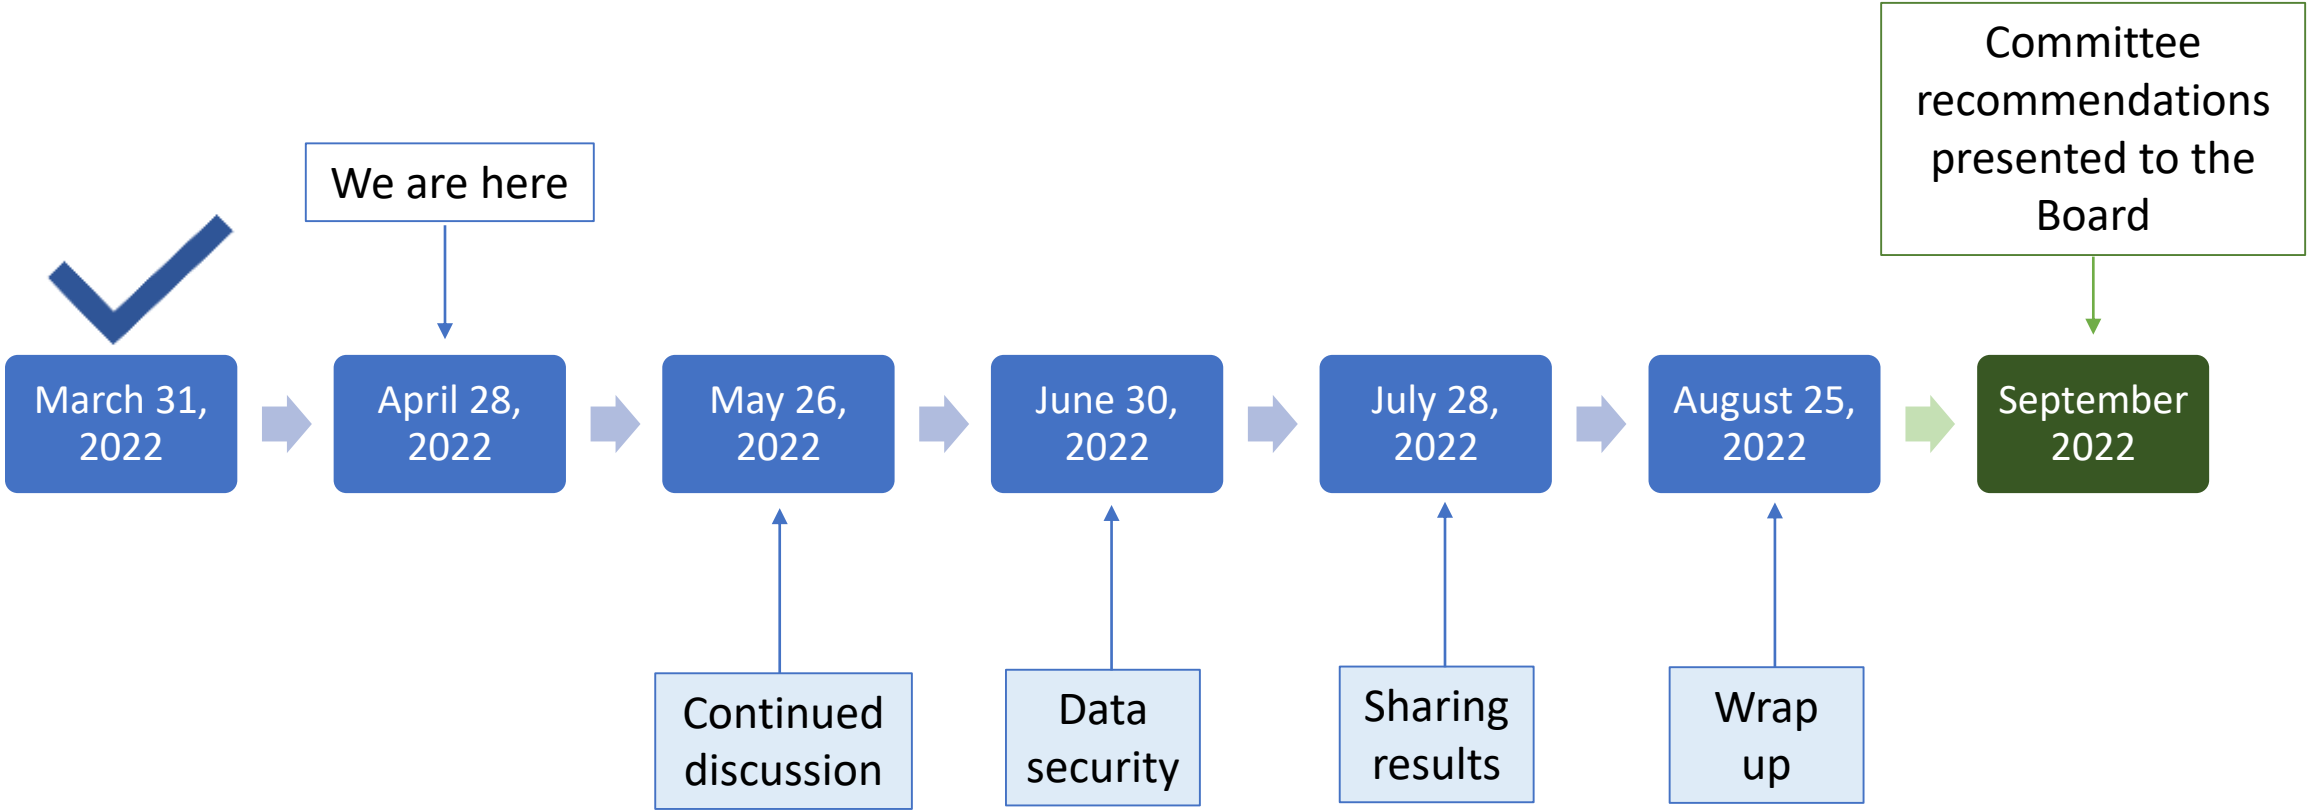 Committee
recommendations
presented to the
Board
We are here
March 31,
2022
April 28,
2022
May 26,
2022
June 30,
2022
July 28,
2022
August 25,
2022
September
2022
Continued
discussion
Data
security
Sharing
results
Wrap
up